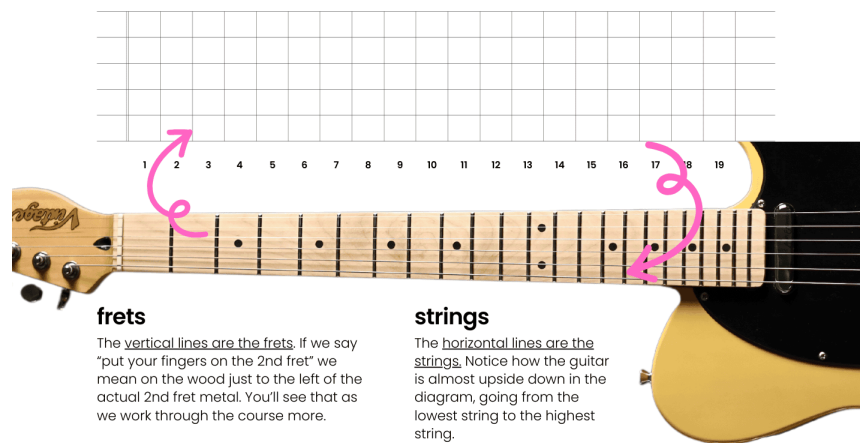 1 2 3 4 5 6 7 8 9 10 11 12 13 14 15 16 17 18 19
Vintage
frets
The vertical lines are the frets. If we say
“put your fingers on the 2nd fret” we
mean on the wood just to the left of the
actual 2nd fret metal. You’ll see that as
we work through the course more.
strings
The horizontal lines are the
strings. Notice how the guitar
is almost upside down in the
diagram, going from the
lowest string to the highest
string.